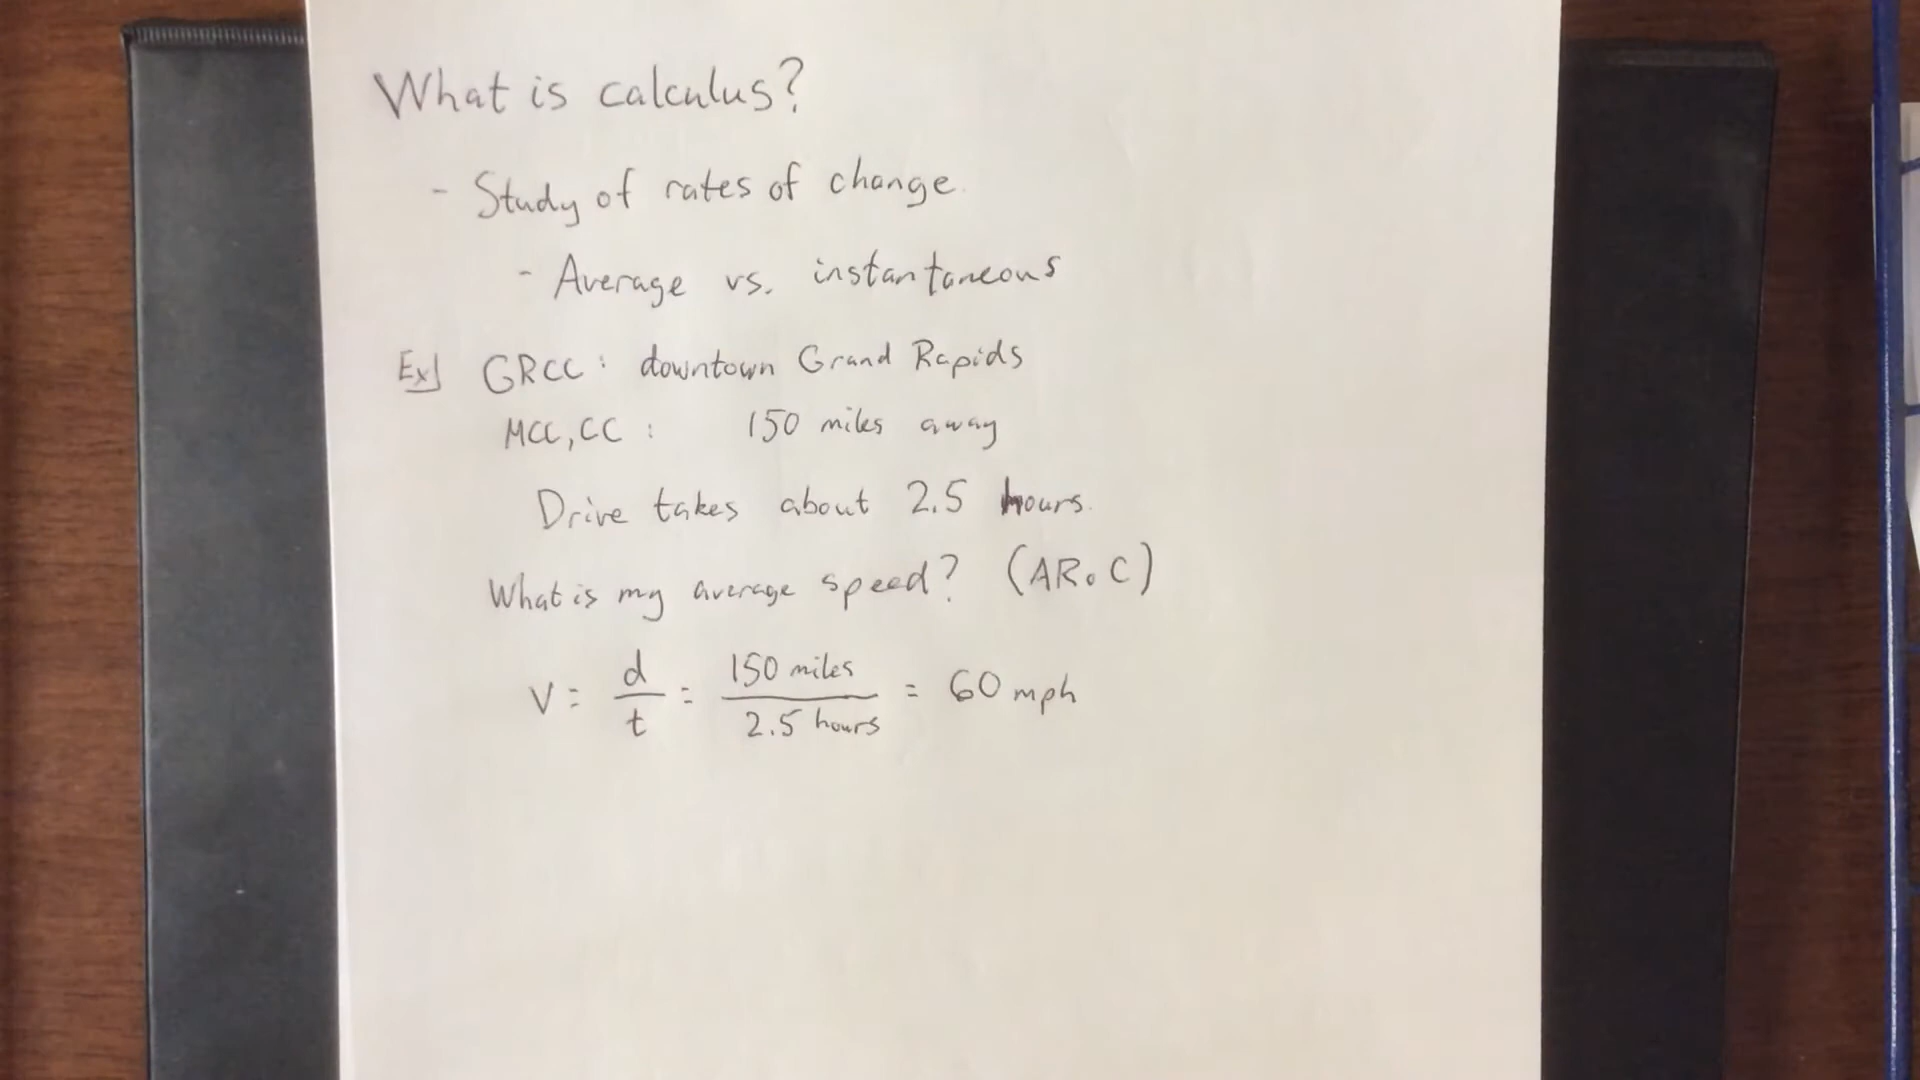 What is calculus?
- Study of rates of change.
- Average vs. instantaneous
Ex] GRCC: downtown Grand Rapids
MCC, CC: 150 miles away
Drive takes about 2.5 hours.
What is my average speed? (ARoC)
V = d/t = 150 miles/2.5 hours = 60 mph